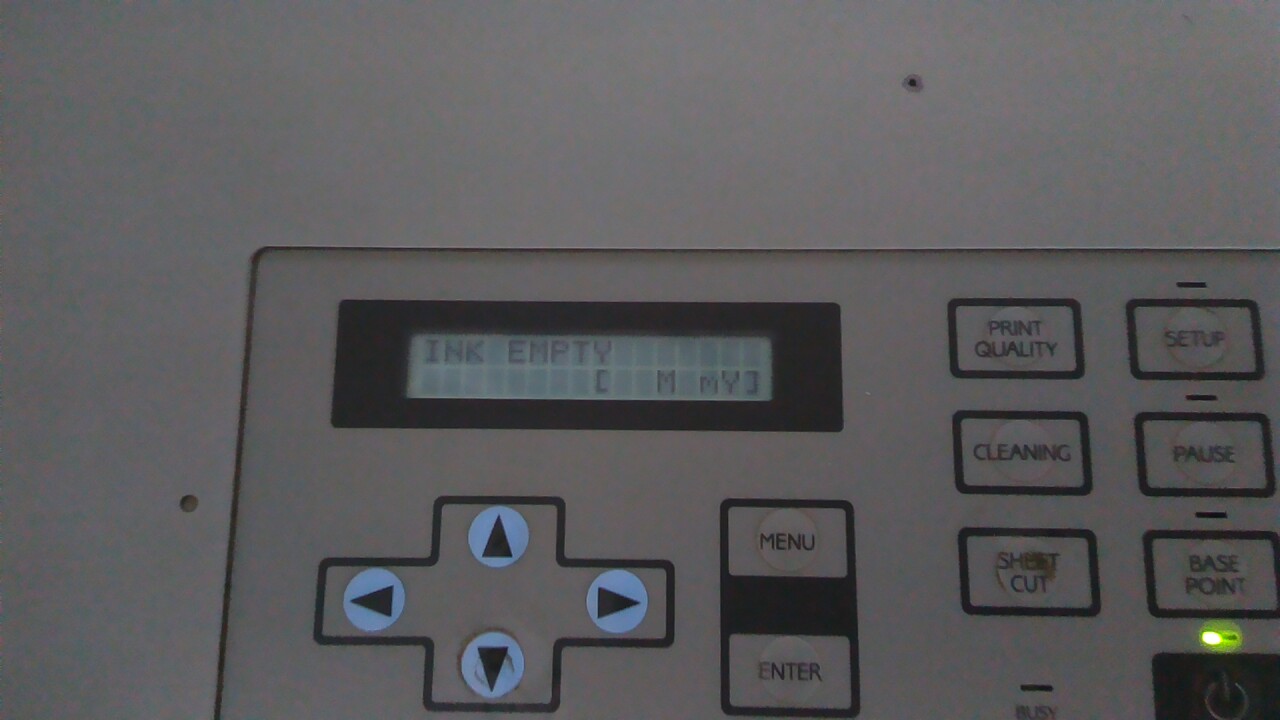 INK EMPTY
[ M mY]
PRINT
QUALITY
SETUP
CLEANING
PAUSE
MENU
SHEET
CUT
BASE
POINT
ENTER
BUSY